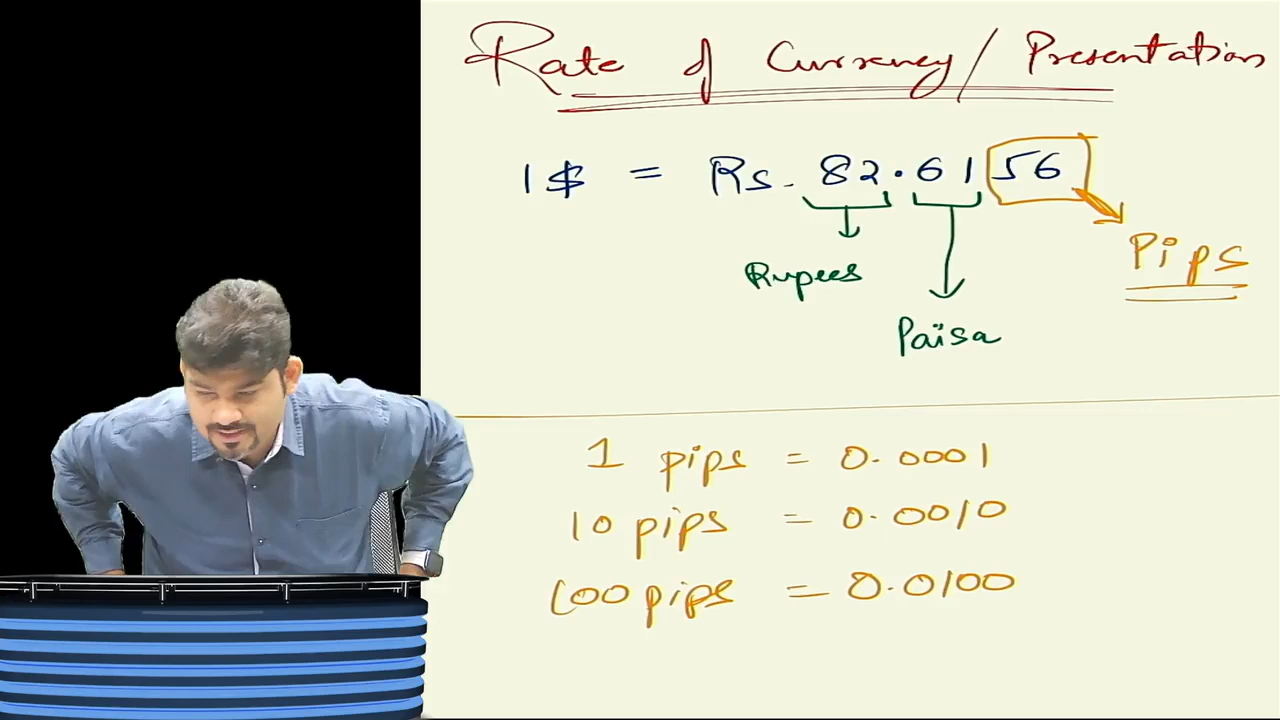 Rate of Currency / Presentation
1$ = Rs. 82.6156
Rupees
Paisa
Pips
1 pips = 0.0001
10 pips = 0.0010
100 pips = 0.0100